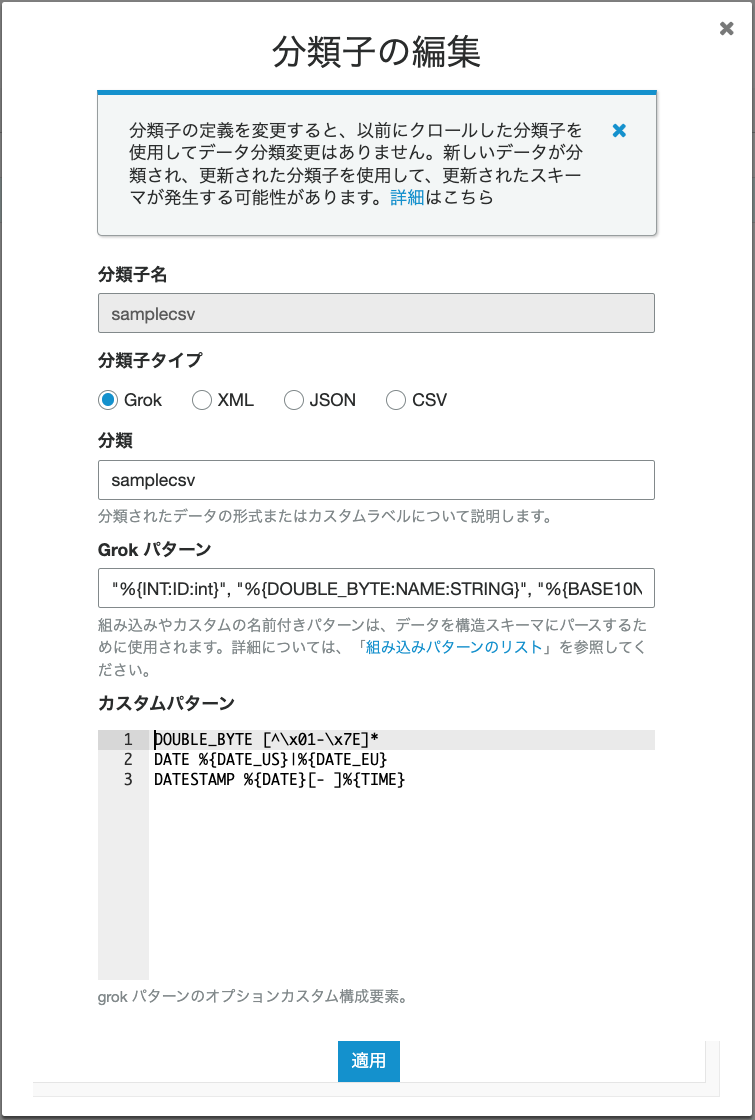 分類子の編集
分類子の定義を変更すると、以前にクロールした分類子を
使用してデータ分類変更はありません。新しいデータが分
類され、更新された分類子を使用して、更新されたスキー
マが発生する可能性があります。詳細はこちら
分類子名
samplecsv
分類子タイプ
Grok XML JSON CSV
分類
samplecsv
分類されたデータの形式またはカスタムラベルについて説明します。
Grok パターン
"%{INT:ID:int}", "%{DOUBLE_BYTE:NAME:STRING}", "%{BASE10N
組み込みやカスタムの名前付きパターンは、データを構造スキーマにパースするた
めに使用されます。詳細については、「組み込みパターンのリスト」を参照してく
ださい。
カスタムパターン
1 DOUBLE_BYTE [^\x01-\x7E]*
2 DATE %{DATE_US}|%{DATE_EU}
3 DATESTAMP %{DATE}[- ]%{TIME}
grok パターンのオプションカスタム構成要素。
適用